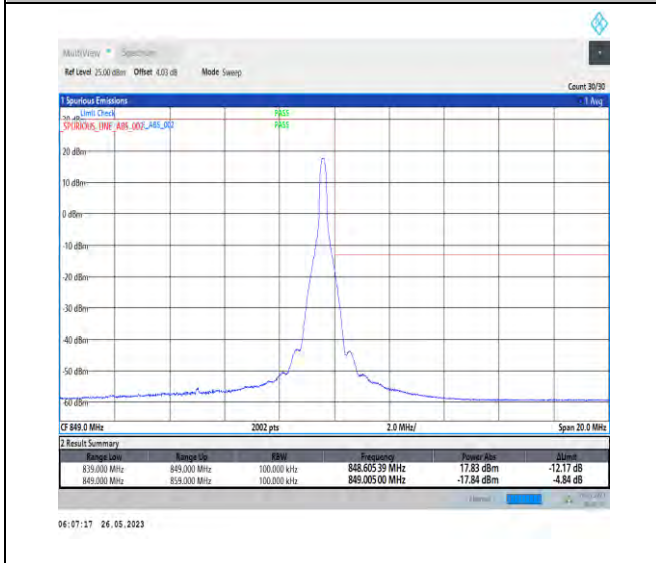 MultiView Spectrum
Ref Level 25.00 dBm Offset 4.03 dB Mode Sweep
Count 30/30
1 Spurious Emissions 1 Avg
Limit Check PASS
_SPURIOUS_LINE_ABS_002_ABS_002 PASS
20 dBm
10 dBm
0 dBm
-10 dBm
-20 dBm
-30 dBm
-40 dBm
-50 dBm
-60 dBm
CF 849.0 MHz 2002 pts 2.0 MHz/ Span 20.0 MHz
2 Result Summary
Range Low Range Up RBW Frequency Power Abs ΔLimit
839.000 MHz 849.000 MHz 100.000 kHz 848.605 39 MHz 17.83 dBm -12.17 dB
849.000 MHz 859.000 MHz 100.000 kHz 849.005 00 MHz -17.84 dBm -4.84 dB
06:07:17 26.05.2023